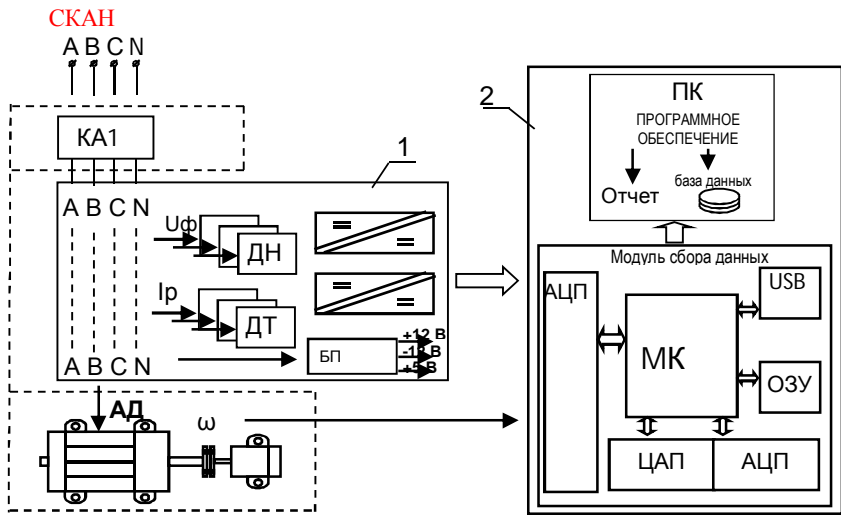 СКАН
A B C N
КА1
1
A B C N
Uф
ДН
Ip
ДТ
БП
+12 В
-12 В
+5 В
A B C N
АД
ω
2
ПК
ПРОГРАММНОЕ
ОБЕСПЕЧЕНИЕ
Отчет
база данных
Модуль сбора данных
АЦП
USB
МК
ОЗУ
ЦАП
АЦП